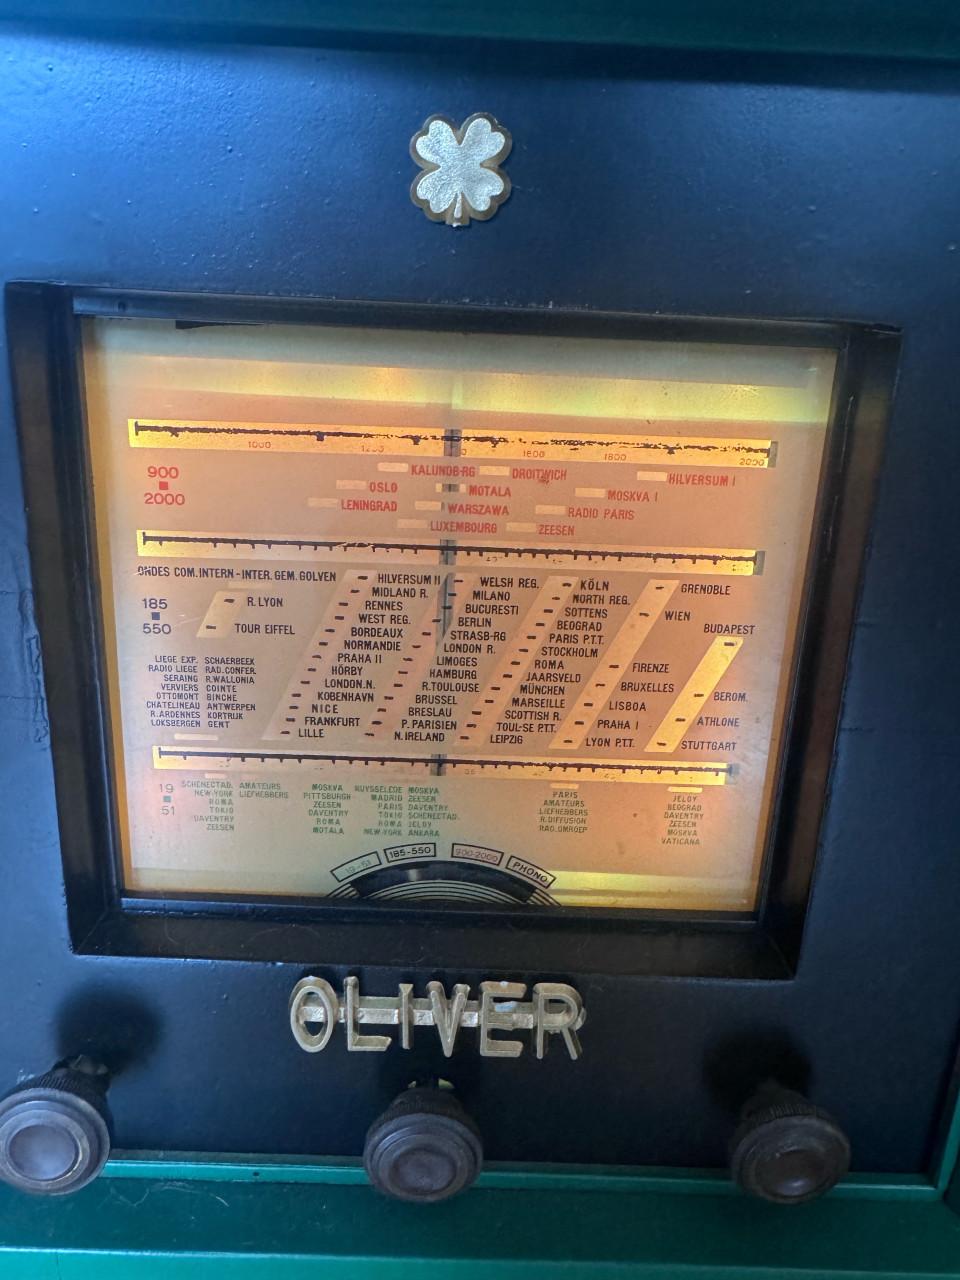 1000 1600 1800 2000
900
2000
KALUNDB-RG DROITWICH HILVERSUM I
OSLO MOTALA MOSKVA I
LENINGRAD WARSZAWA RADIO PARIS
LUXEMBOURG ZEESEN
ONDES COM.INTERN-INTER.GEM.GOLVEN
185
550
R.LYON
TOUR EIFFEL
LIEGE EXP. SCHAERBEEK
RADIO LIEGE RAD.CONFER.
SERAING R.WALLONIA
VERVIERS COINTE
OTTOMONT BINCHE
CHATELINEAU ANTWERPEN
R.ARDENNES KORTRIJK
LOKSBERGEN GENT
HILVERSUM II
MIDLAND R.
RENNES
WEST REG.
BORDEAUX
NORMANDIE
PRAHA II
HÖRBY
LONDON.N.
KOBENHAVN
NICE
FRANKFURT
LILLE
WELSH REG.
MILANO
BUCURESTI
BERLIN
STRASB-RG
LONDON R.
LIMOGES
HAMBURG
R.TOULOUSE
BRUSSEL
BRESLAU
P.PARISIEN
N.IRELAND
KÖLN
NORTH REG.
SOTTENS
BEOGRAD
PARIS P.T.T.
STOCKHOLM
ROMA
JAARSVELD
MÜNCHEN
MARSEILLE
SCOTTISH R.
TOUL-SE P.T.T.
LEIPZIG
GRENOBLE
WIEN
FIRENZE
BRUXELLES
LISBOA
PRAHA I
LYON P.T.T.
BUDAPEST
BEROM.
ATHLONE
STUTTGART
19
51
SCHENECTAD.
NEW-YORK
ROMA
TOKIO
DAVENTRY
ZEESEN
AMATEURS
LIEFHEBBERS
MOSKVA
PITTSBURGH
ZEESEN
DAVENTRY
ROMA
MOTALA
RUYSSELEDE
MADRID
PARIS
TOKIO
ROMA
NEW-YORK
MOSKVA
ZEESEN
DAVENTRY
SCHENECTAD.
JELOY
ANKARA
PARIS
AMATEURS
LIEFHEBBERS
R.DIFFUSION
RAD.OMROEP
JELOY
BEOGRAD
DAVENTRY
ZEESEN
MOSKVA
VATICANA
19-51 185-550 900-2000 PHONO.
OLIVER